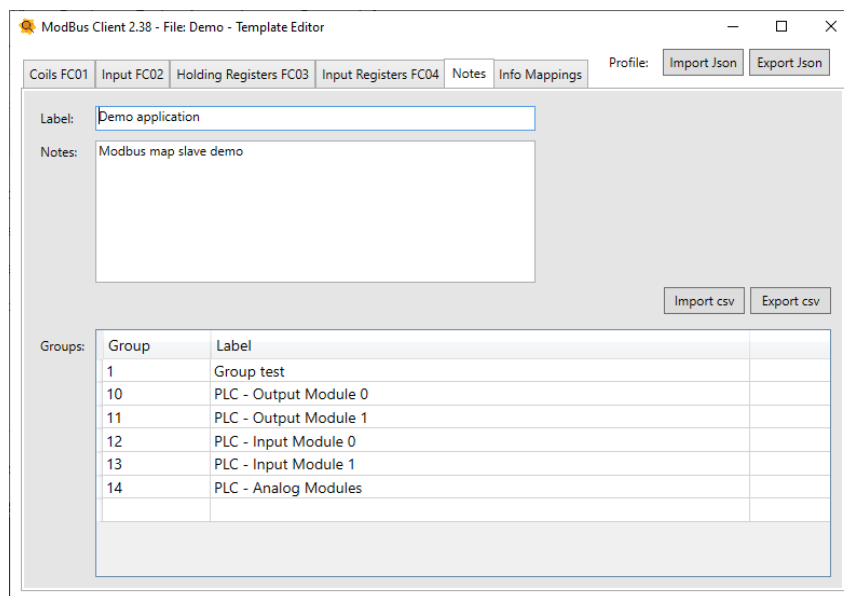 ModBus Client 2.38 - File: Demo - Template Editor
Coils FC01 Input FC02 Holding Registers FC03 Input Registers FC04 Notes Info Mappings Profile: Import Json Export Json
Label: Demo application
Notes: Modbus map slave demo
Import csv Export csv
Groups: Group Label
1 Group test
10 PLC - Output Module 0
11 PLC - Output Module 1
12 PLC - Input Module 0
13 PLC - Input Module 1
14 PLC - Analog Modules